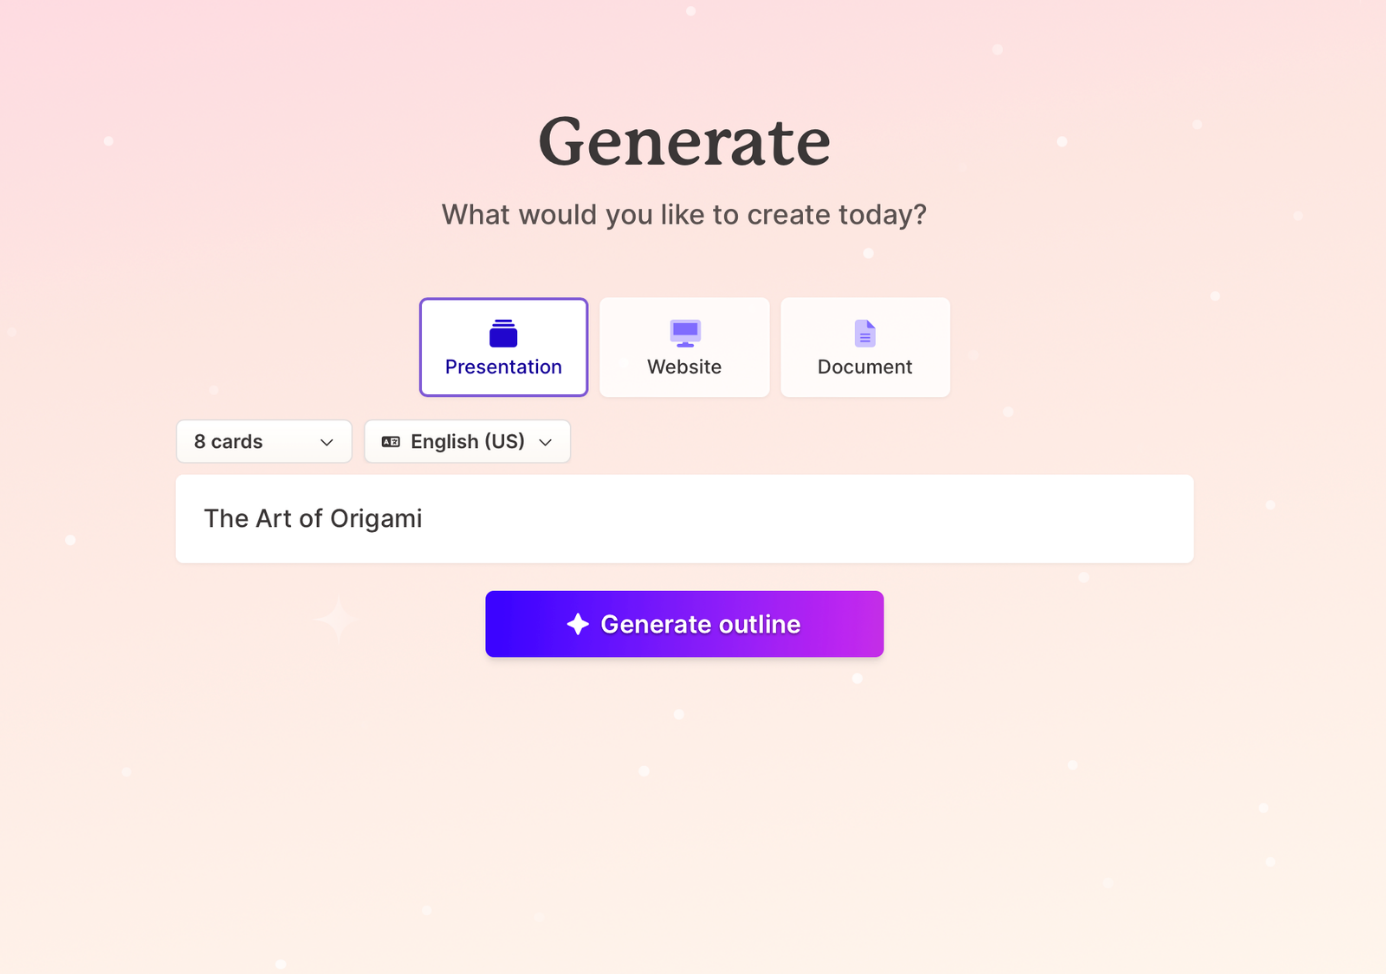 Generate
What would you like to create today?
Presentation
Website
Document
8 cards
English (US)
The Art of Origami
Generate outline